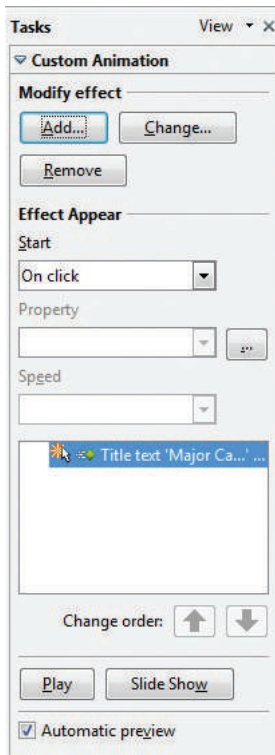 Tasks View
Custom Animation
Modify effect
Add... Change...
Remove
Effect Appear
Start
On click
Property
...
Speed
Title text 'Major Ca...' ...
Change order:
Play Slide Show
Automatic preview